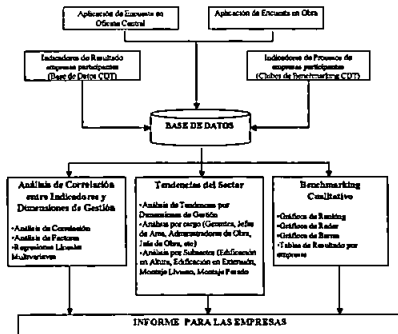 Aplicación de Encuesta en
Oficina Central
Aplicación de Encuesta en Obra
Indicadores de Resultado
empresas participantes
(Base de Datos CDT)
Indicadores de Procesos de
empresas participantes
(Clubes de Benchmarking CDT)
BASE DE DATOS
Análisis de Correlación
entre Indicadores y
Dimensiones de Gestión
•Análisis de Correlación
•Análisis de Factores
•Regresiones Lineales
Multivariables
Tendencias del Sector
•Análisis de Tendencias por
Dimensiones de Gestión
•Análisis por cargo (Gerentes, Jefes
de Area, Administradores de Obra,
Jefe de Obra, etc)
•Análisis por Subsector (Edificación
en Altura, Edificación en Extensión,
Montaje Liviano, Montaje Pesado
Benchmarking
Cualitativo
•Gráficos de Ranking
•Gráficos de Radar
•Gráficos de Barras
•Tablas de Resultado por
empresa
INFORME PARA LAS EMPRESAS